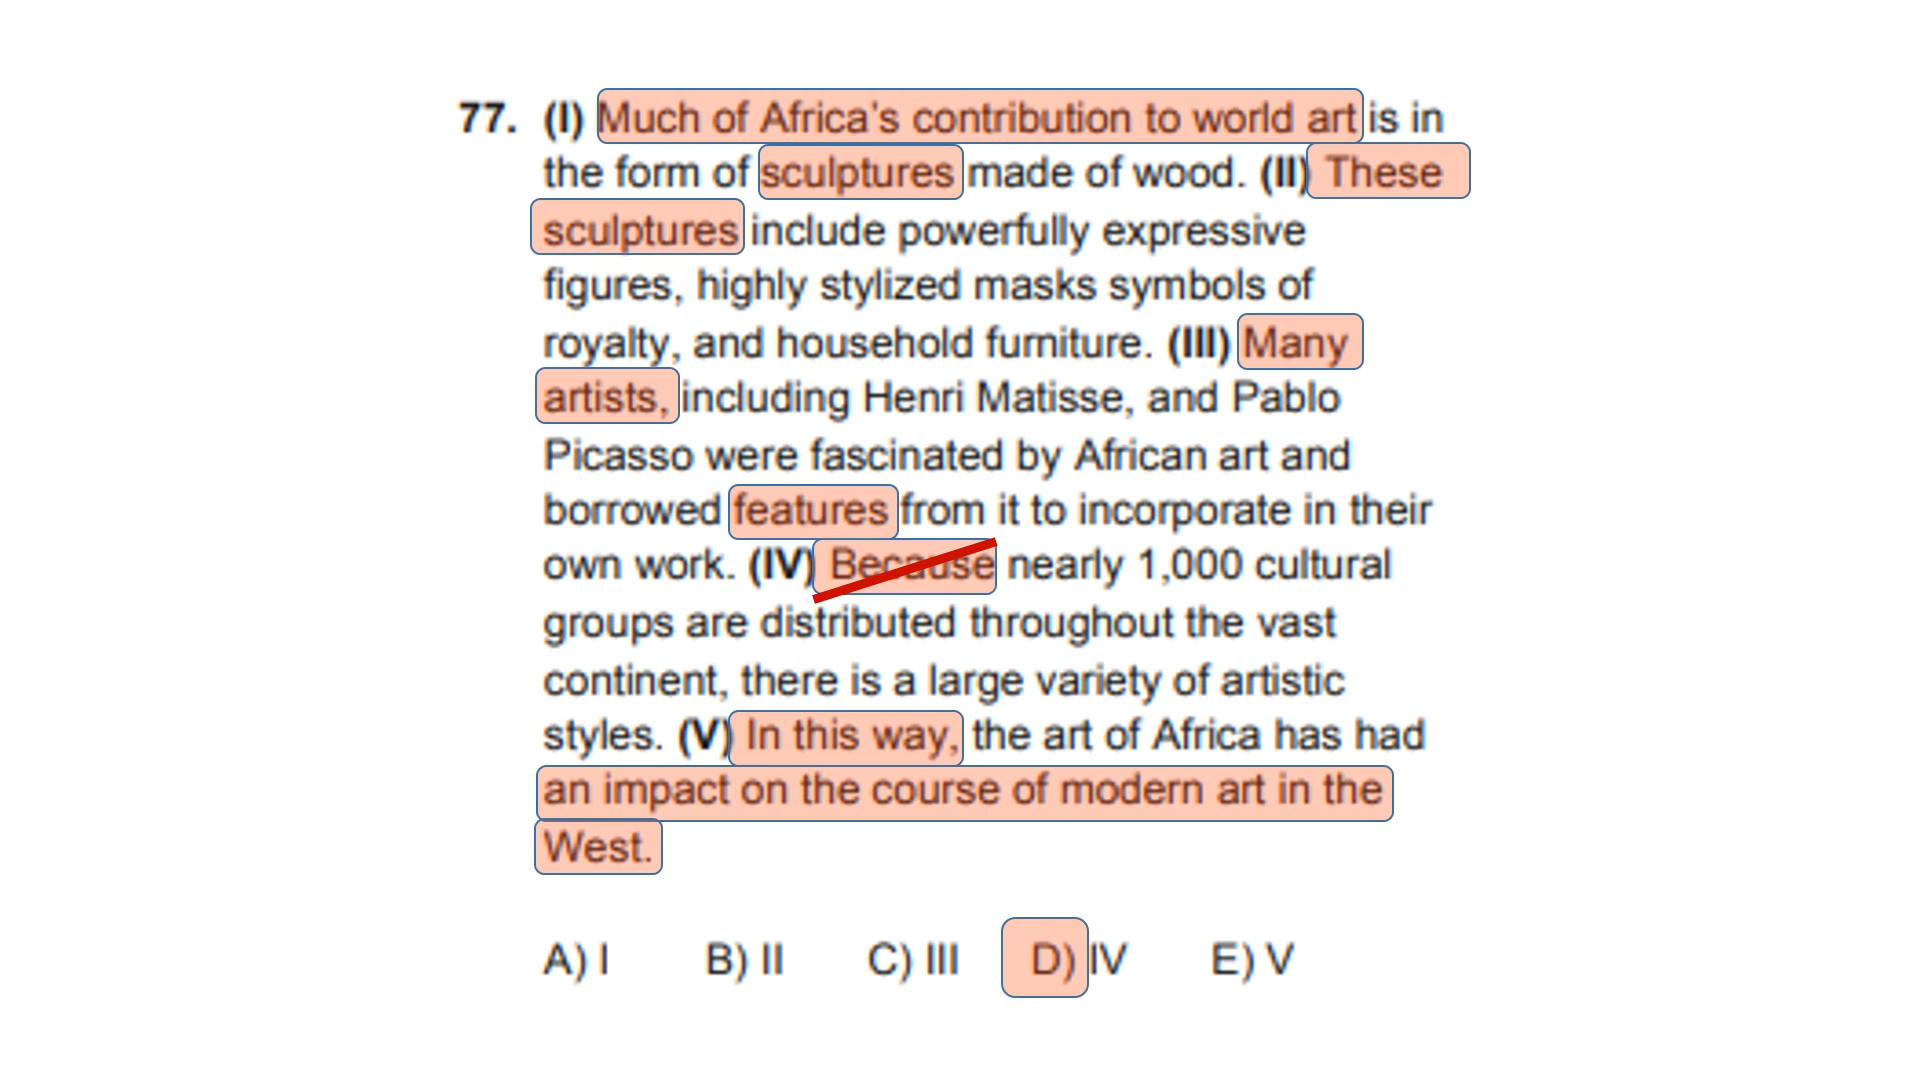 77. (I) Much of Africa's contribution to world art is in
the form of sculptures made of wood. (II) These
sculptures include powerfully expressive
figures, highly stylized masks symbols of
royalty, and household furniture. (III) Many
artists, including Henri Matisse, and Pablo
Picasso were fascinated by African art and
borrowed features from it to incorporate in their
own work. (IV) Because nearly 1,000 cultural
groups are distributed throughout the vast
continent, there is a large variety of artistic
styles. (V) In this way, the art of Africa has had
an impact on the course of modern art in the
West.
A) I B) II C) III D) IV E) V